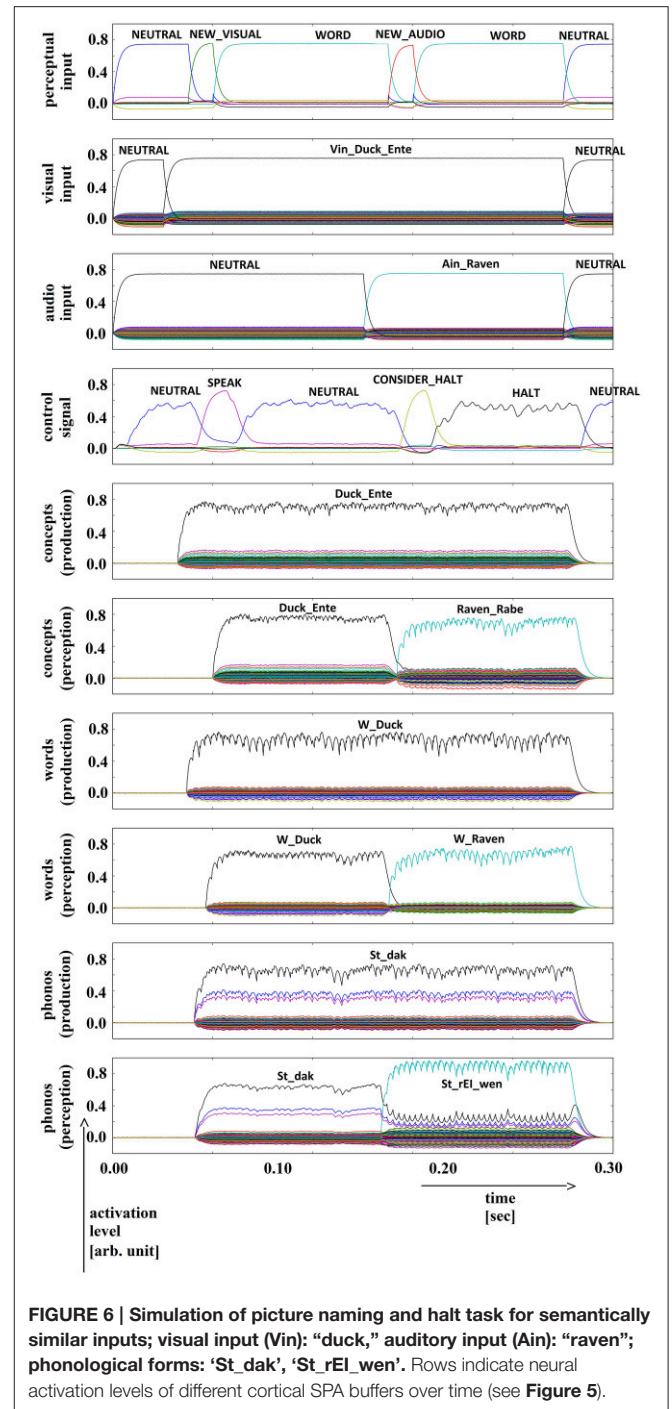 NEUTRAL NEW_VISUAL WORD NEW_AUDIO WORD NEUTRAL
perceptual
input
0.8
0.4
0.0
NEUTRAL Vin_Duck_Ente NEUTRAL
visual
input
0.8
0.4
0.0
NEUTRAL Ain_Raven NEUTRAL
audio
input
0.8
0.4
0.0
NEUTRAL SPEAK NEUTRAL CONSIDER_HALT HALT NEUTRAL
control
signal
0.8
0.4
0.0
Duck_Ente
concepts
(production)
0.8
0.4
0.0
Duck_Ente Raven_Rabe
concepts
(perception)
0.8
0.4
0.0
W_Duck
words
(production)
0.8
0.4
0.0
W_Duck W_Raven
words
(perception)
0.8
0.4
0.0
St_dak
phonos
(production)
0.8
0.4
0.0
St_dak St_rEI_wen
phonos
(perception)
0.8
0.4
0.0
0.00 0.10 0.20 0.30
activation
level
[arb. unit]
time
[sec]
FIGURE 6 | Simulation of picture naming and halt task for semantically
similar inputs; visual input (Vin): “duck,” auditory input (Ain): “raven”;
phonological forms: ‘St_dak’, ‘St_rEI_wen’. Rows indicate neural
activation levels of different cortical SPA buffers over time (see Figure 5).